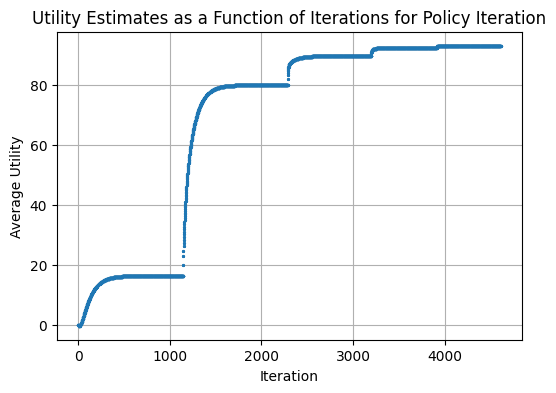 Utility Estimates as a Function of Iterations for Policy Iteration
80
60
40
20
0
Average Utility
0 1000 2000 3000 4000
Iteration